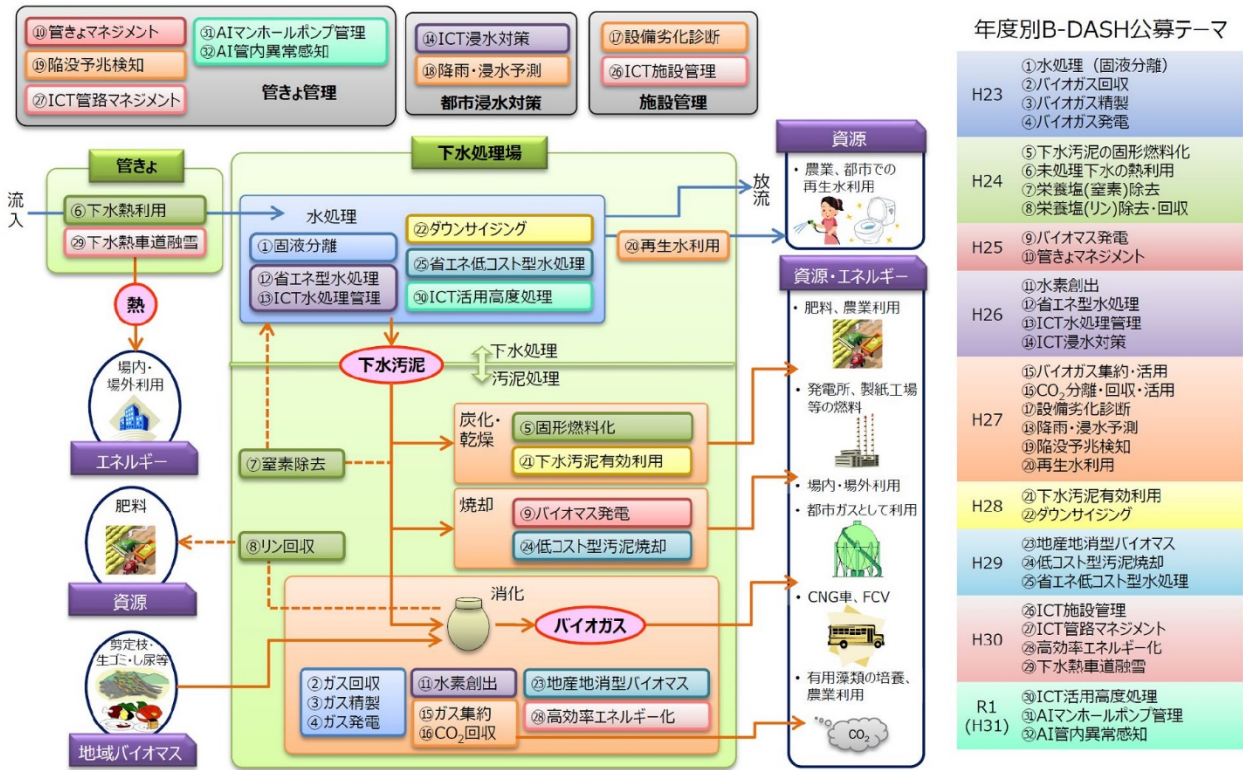 ⑩管きょマネジメント
⑲陥没予兆検知
㉗ICT管路マネジメント
㉛AIマンホールポンプ管理
㉜AI管内異常感知
管きょ管理
⑭ICT浸水対策
⑱降雨・浸水予測
都市浸水対策
⑰設備劣化診断
㉖ICT施設管理
施設管理
管きょ
流入
⑥下水熱利用
㉙下水熱車道融雪
熱
場内・
場外利用
エネルギー
肥料
資源
剪定枝・
生ゴミ・し尿等
地域バイオマス
下水処理場
水処理
①固液分離
⑫省エネ型水処理
⑬ICT水処理管理
㉒ダウンサイジング
㉕省エネ低コスト型水処理
㉚ICT活用高度処理
放流
⑳再生水利用
下水汚泥
下水処理
汚泥処理
⑦窒素除去
⑧リン回収
炭化・
乾燥
⑤固形燃料化
㉑下水汚泥有効利用
焼却
⑨バイオマス発電
㉔低コスト型汚泥焼却
消化
バイオガス
②ガス回収
③ガス精製
④ガス発電
⑪水素創出
⑮ガス集約
⑯CO₂回収
㉓地産地消型バイオマス
㉘高効率エネルギー化
資源
・農業、都市での
再生水利用
資源・エネルギー
・肥料、農業利用
・発電所、製紙工場
等の燃料
・場内・場外利用
・都市ガスとして利用
・CNG車、FCV
・有用藻類の培養、
農業利用
CO₂
年度別B-DASH公募テーマ
H23
①水処理（固液分離）
②バイオガス回収
③バイオガス精製
④バイオガス発電
H24
⑤下水汚泥の固形燃料化
⑥未処理下水の熱利用
⑦栄養塩(窒素)除去
⑧栄養塩(リン)除去・回収
H25
⑨バイオマス発電
⑩管きょマネジメント
H26
⑪水素創出
⑫省エネ型水処理
⑬ICT水処理管理
⑭ICT浸水対策
H27
⑮バイオガス集約・活用
⑯CO₂分離・回収・活用
⑰設備劣化診断
⑱降雨・浸水予測
⑲陥没予兆検知
⑳再生水利用
H28
㉑下水汚泥有効利用
㉒ダウンサイジング
H29
㉓地産地消型バイオマス
㉔低コスト型汚泥焼却
㉕省エネ低コスト型水処理
H30
㉖ICT施設管理
㉗ICT管路マネジメント
㉘高効率エネルギー化
㉙下水熱車道融雪
R1
(H31)
㉚ICT活用高度処理
㉛AIマンホールポンプ管理
㉜AI管内異常感知